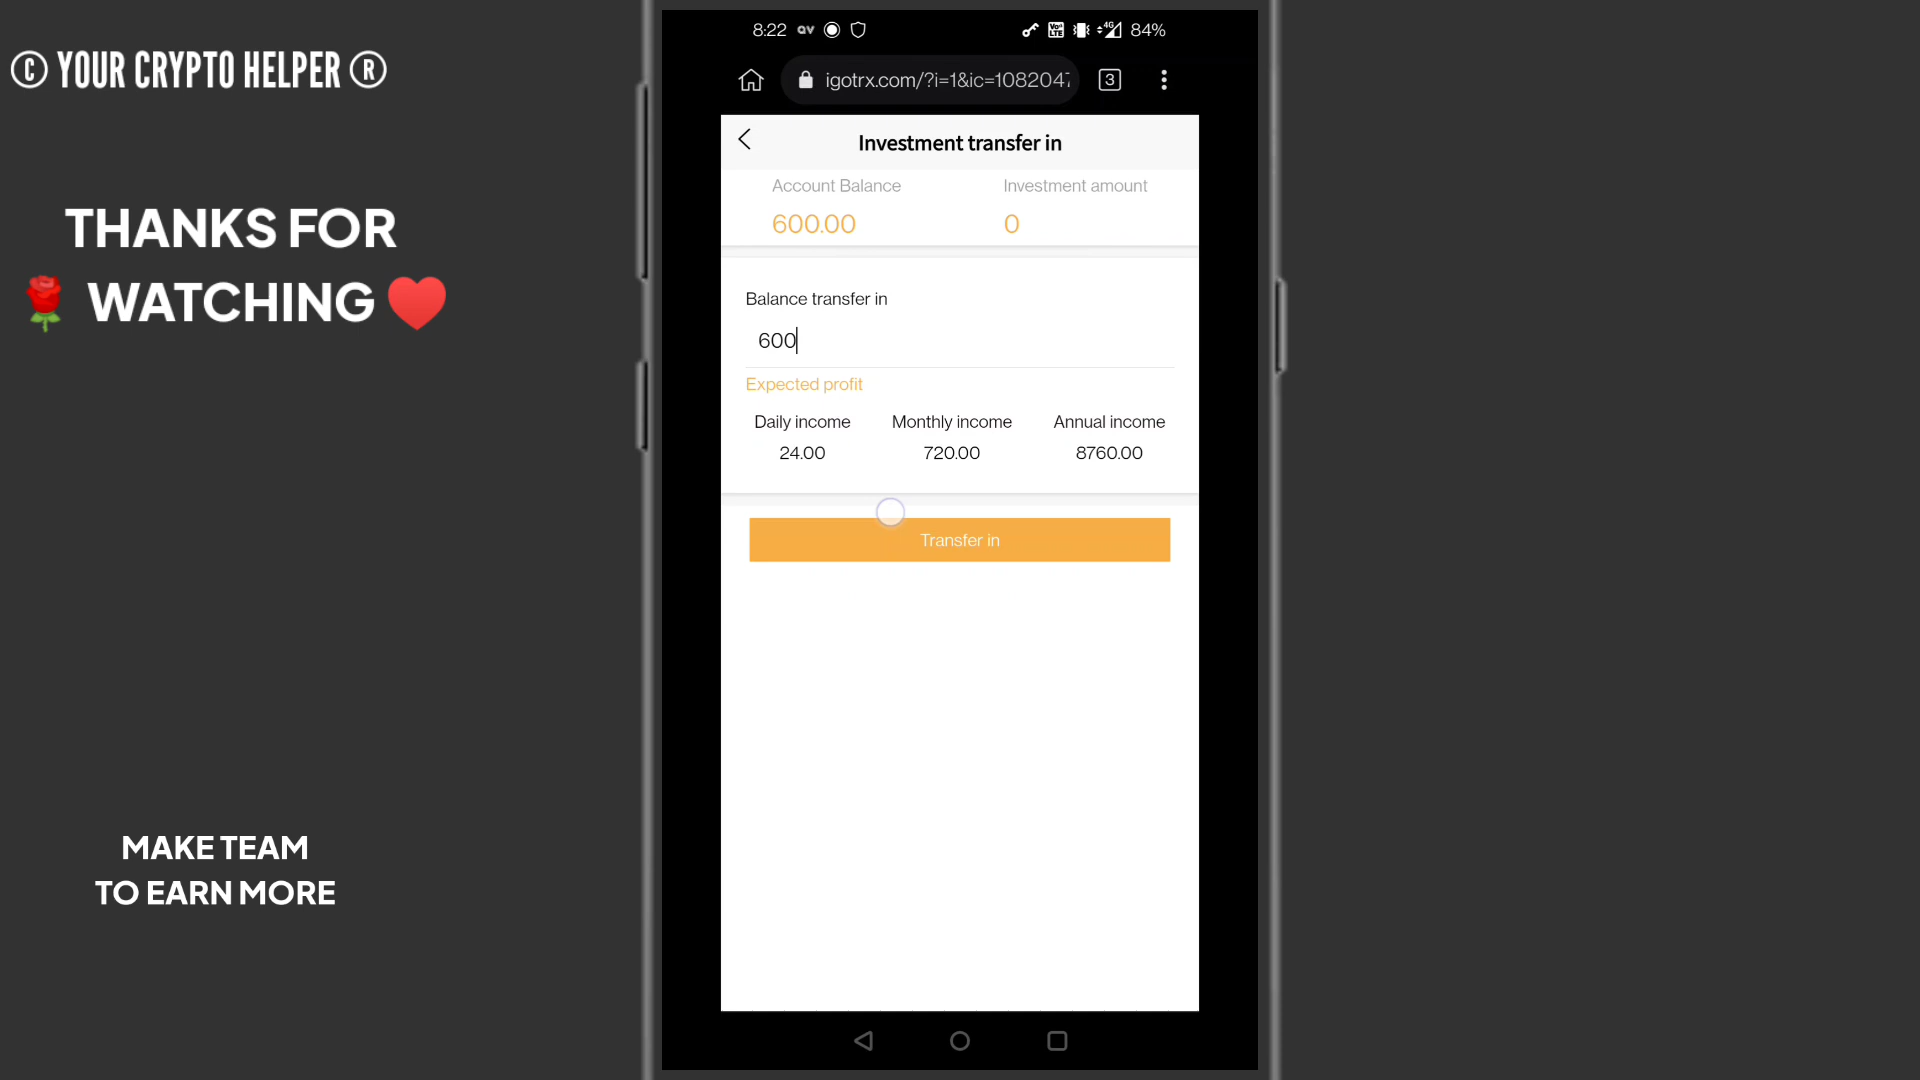 © YOUR CRYPTO HELPER ®
THANKS FOR
WATCHING
MAKE TEAM
TO EARN MORE
8:22 84%
igotrx.com/?i=1&ic=1082047
3
Investment transfer in
Account Balance Investment amount
600.00 0
Balance transfer in
600
Expected profit
Daily income Monthly income Annual income
24.00 720.00 8760.00
Transfer in